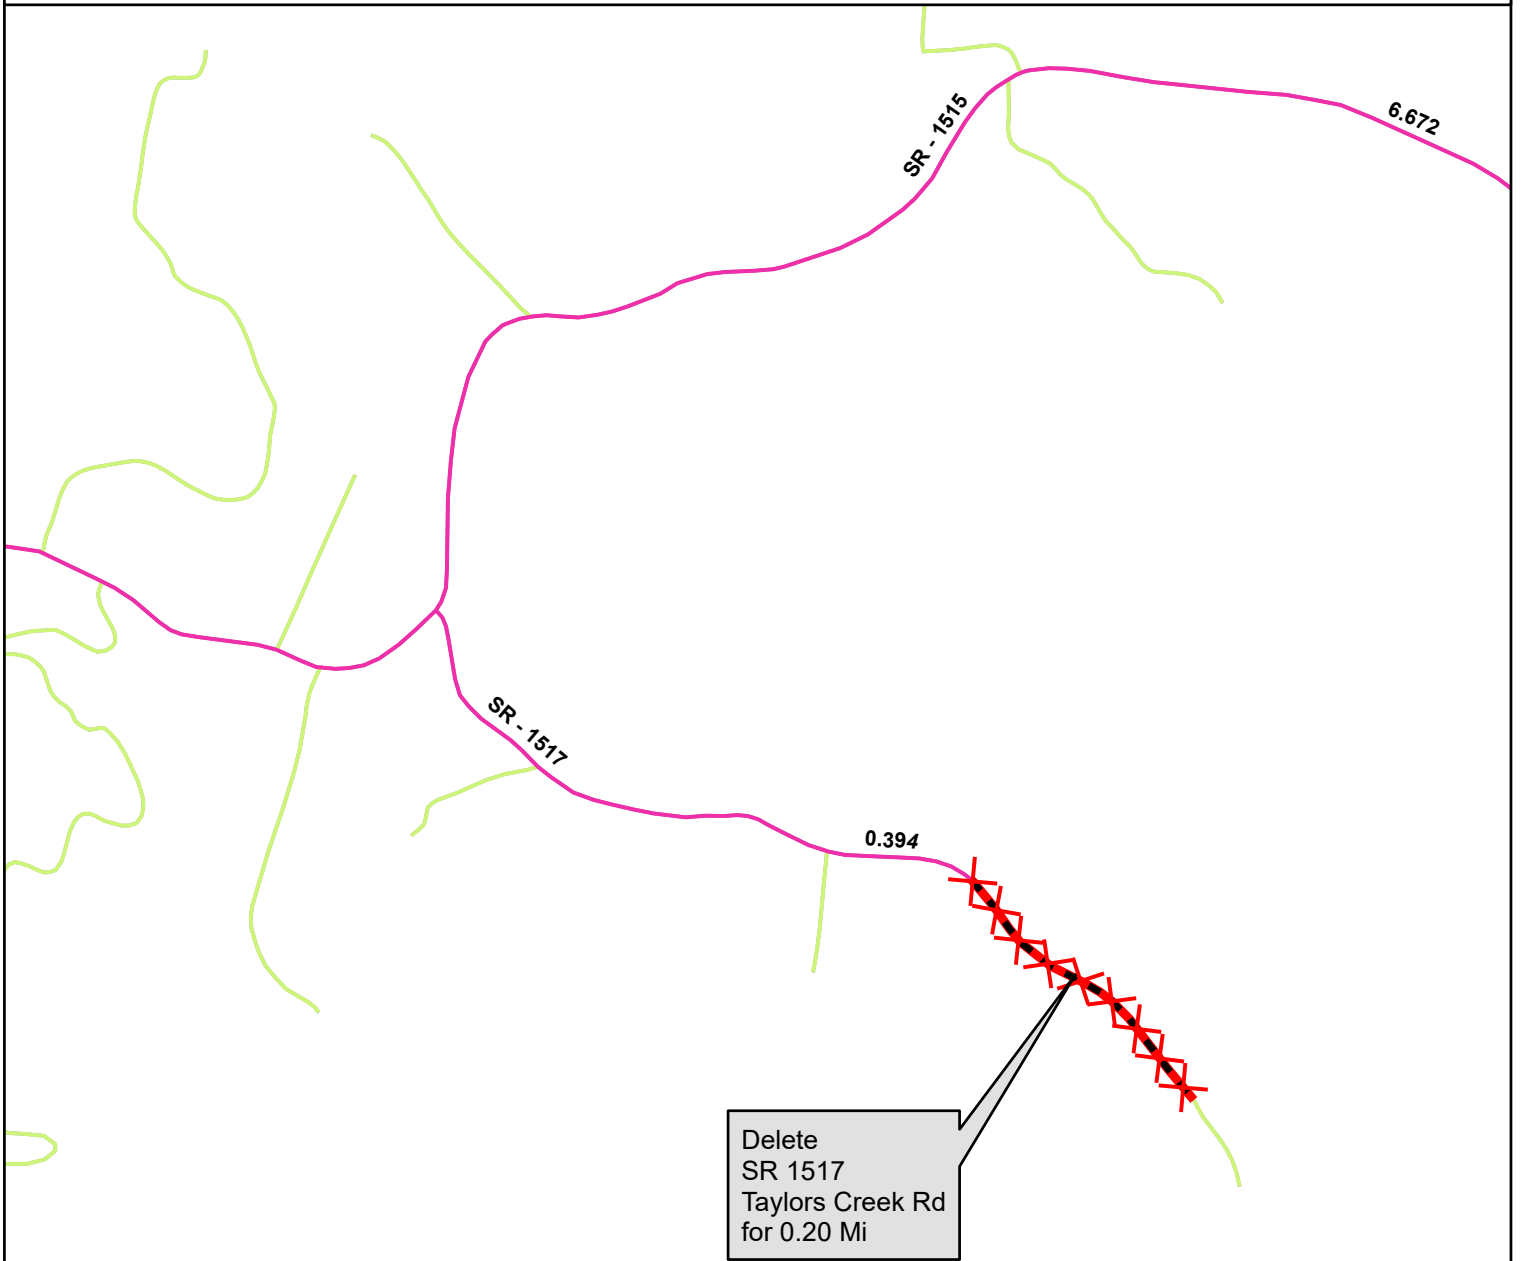 SR - 1515
6.672
SR - 1517
0.394
Delete
SR 1517
Taylors Creek Rd
for 0.20 Mi